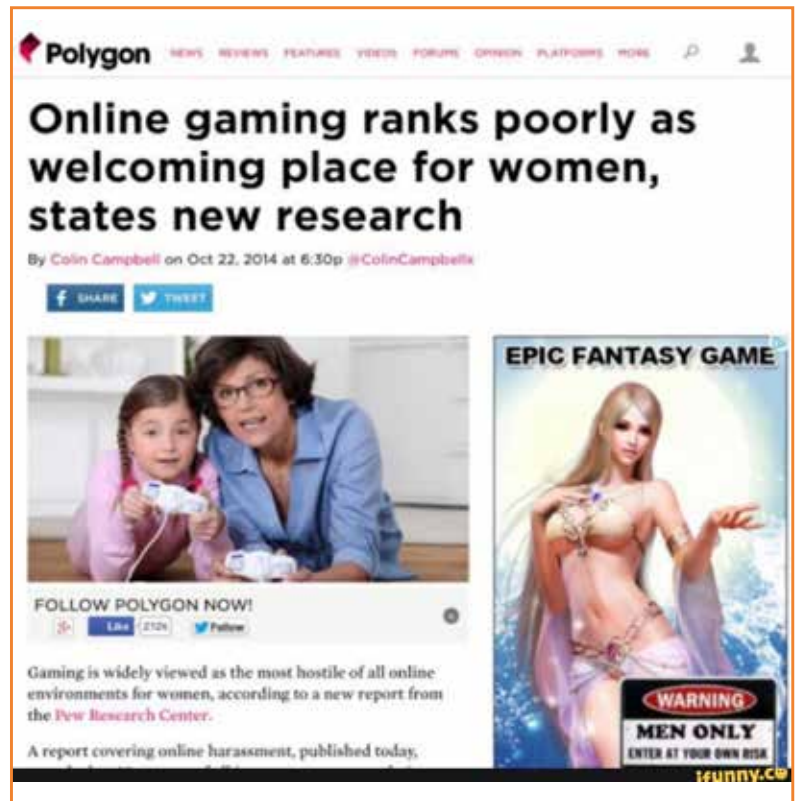 Polygon
NEWS REVIEWS FEATURES VIDEOS FORUMS OPINION PLATFORMS MORE
Online gaming ranks poorly as
welcoming place for women,
states new research
By Colin Campbell on Oct 22, 2014 at 6:30p @ColinCampbellx
f SHARE TWEET
EPIC FANTASY GAME
FOLLOW POLYGON NOW!
Like 212k Follow
Gaming is widely viewed as the most hostile of all online
environments for women, according to a new report from
the Pew Research Center.
A report covering online harassment, published today,
WARNING
MEN ONLY
ENTER AT YOUR OWN RISK
ifunny.co